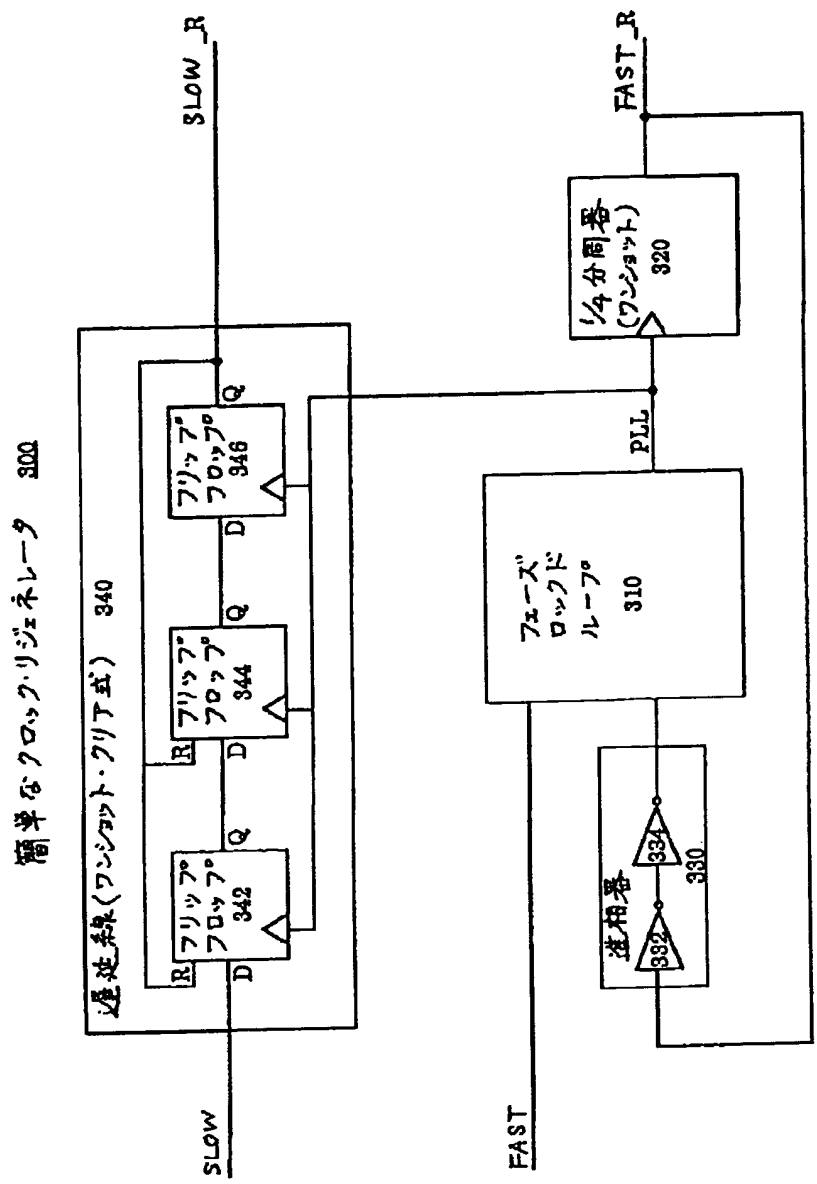 簡単なクロック・リジェネレータ 300
遅延線(ワンショット・クリア式) 340
SLOW
R
D
フリップ
フロップ
342
Q
R
D
フリップ
フロップ
344
Q
D
フリップ
フロップ
346
Q
SLOW_R
FAST
フェーズ
ロックド
ループ
310
PLL
1/4分周器
(ワンショット)
320
FAST_R
進相器
332
334
330